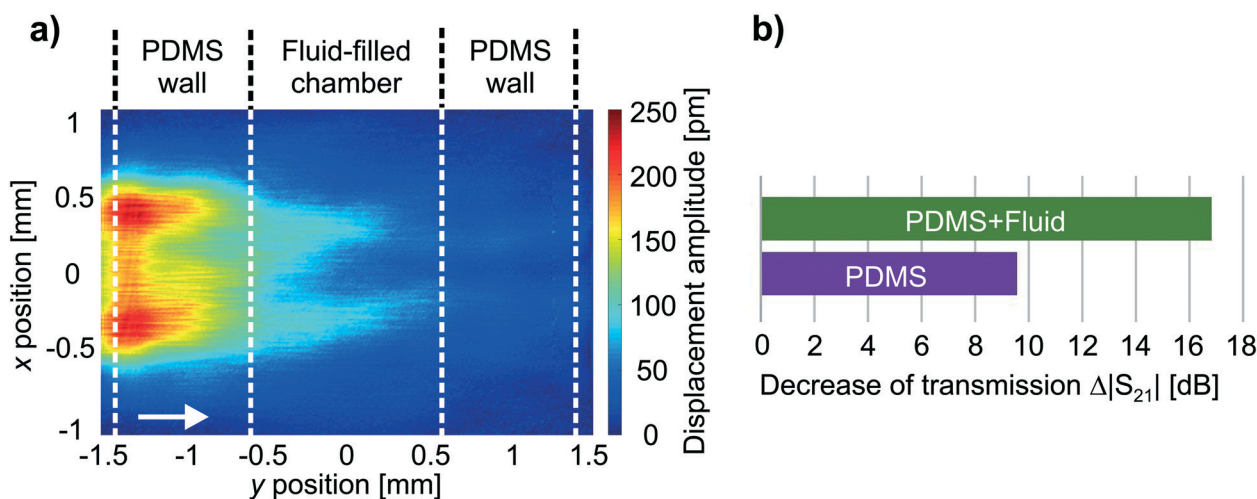 a)
PDMS
wall
Fluid-filled
chamber
PDMS
wall
1
0.5
0
-0.5
-1
x position [mm]
-1.5
-1
-0.5
0
0.5
1
1.5
y position [mm]
250
200
150
100
50
0
Displacement amplitude [pm]
b)
PDMS+Fluid
PDMS
0 2 4 6 8 10 12 14 16 18
Decrease of transmission Δ|S21| [dB]